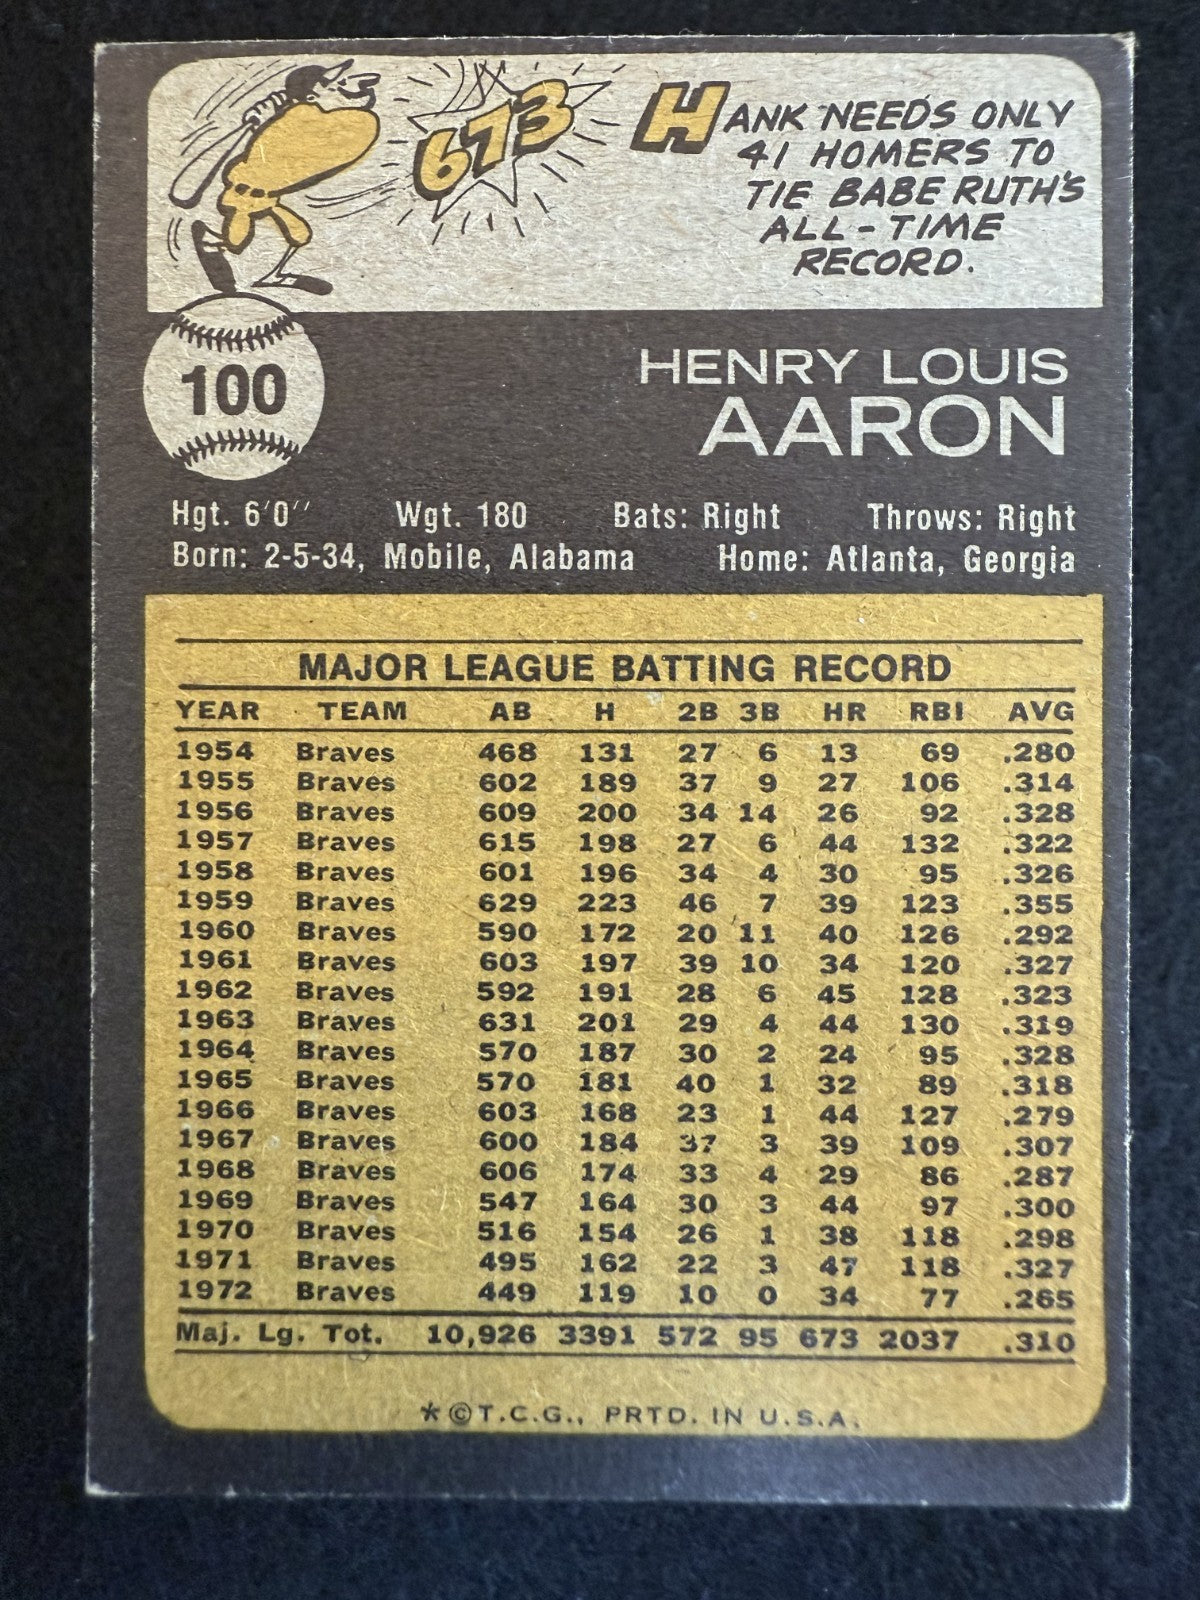 673
HANK NEEDS ONLY
41 HOMERS TO
TIE BABE RUTH'S
ALL-TIME
RECORD.
100
HENRY LOUIS
AARON
Hgt. 6'0" Wgt. 180 Bats: Right Throws: Right
Born: 2-5-34, Mobile, Alabama Home: Atlanta, Georgia
MAJOR LEAGUE BATTING RECORD
YEAR TEAM AB H 2B 3B HR RBI AVG
1954 Braves 468 131 27 6 13 69 .280
1955 Braves 602 189 37 9 27 106 .314
1956 Braves 609 200 34 14 26 92 .328
1957 Braves 615 198 27 6 44 132 .322
1958 Braves 601 196 34 4 30 95 .326
1959 Braves 629 223 46 7 39 123 .355
1960 Braves 590 172 20 11 40 126 .292
1961 Braves 603 197 39 10 34 120 .327
1962 Braves 592 191 28 6 45 128 .323
1963 Braves 631 201 29 4 44 130 .319
1964 Braves 570 187 30 2 24 95 .328
1965 Braves 570 181 40 1 32 89 .318
1966 Braves 603 168 23 1 44 127 .279
1967 Braves 600 184 37 3 39 109 .307
1968 Braves 606 174 33 4 29 86 .287
1969 Braves 547 164 30 3 44 97 .300
1970 Braves 516 154 26 1 38 118 .298
1971 Braves 495 162 22 3 47 118 .327
1972 Braves 449 119 10 0 34 77 .265
Maj. Lg. Tot. 10,926 3391 572 95 673 2037 .310
*©T.C.G., PRTD. IN U.S.A.